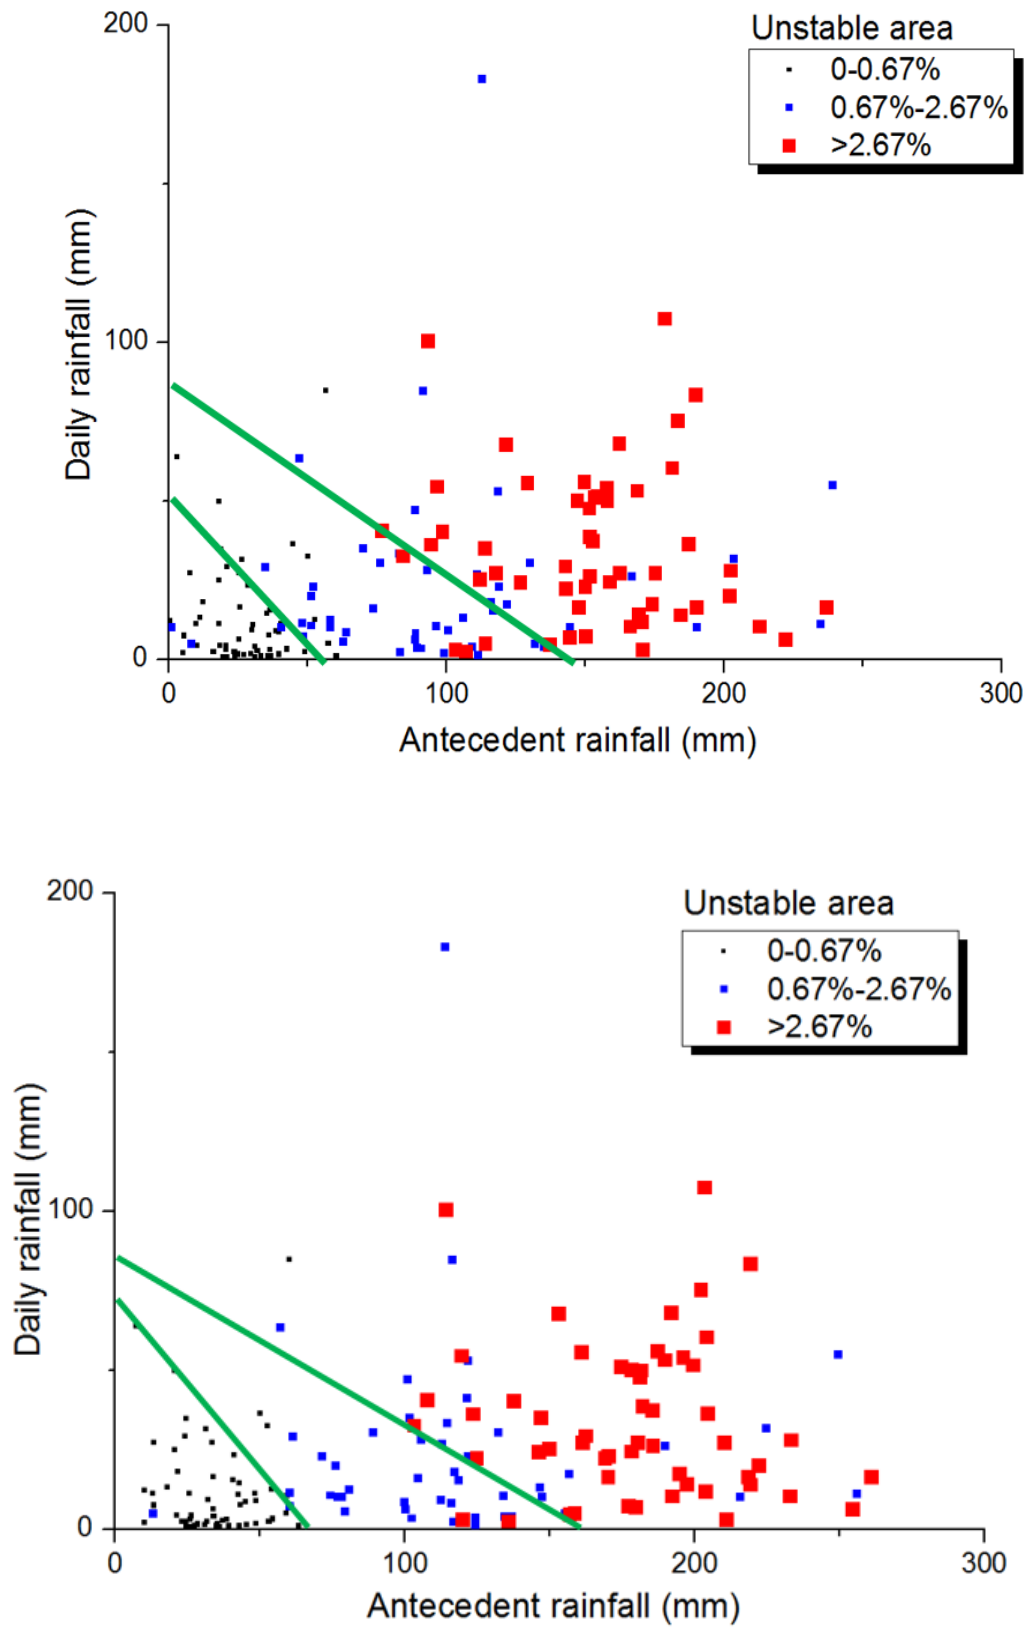 Unstable area
0-0.67%
0.67%-2.67%
>2.67%
200
100
0
Daily rainfall (mm)
0 100 200 300
Antecedent rainfall (mm)
Unstable area
0-0.67%
0.67%-2.67%
>2.67%
200
100
0
Daily rainfall (mm)
0 100 200 300
Antecedent rainfall (mm)